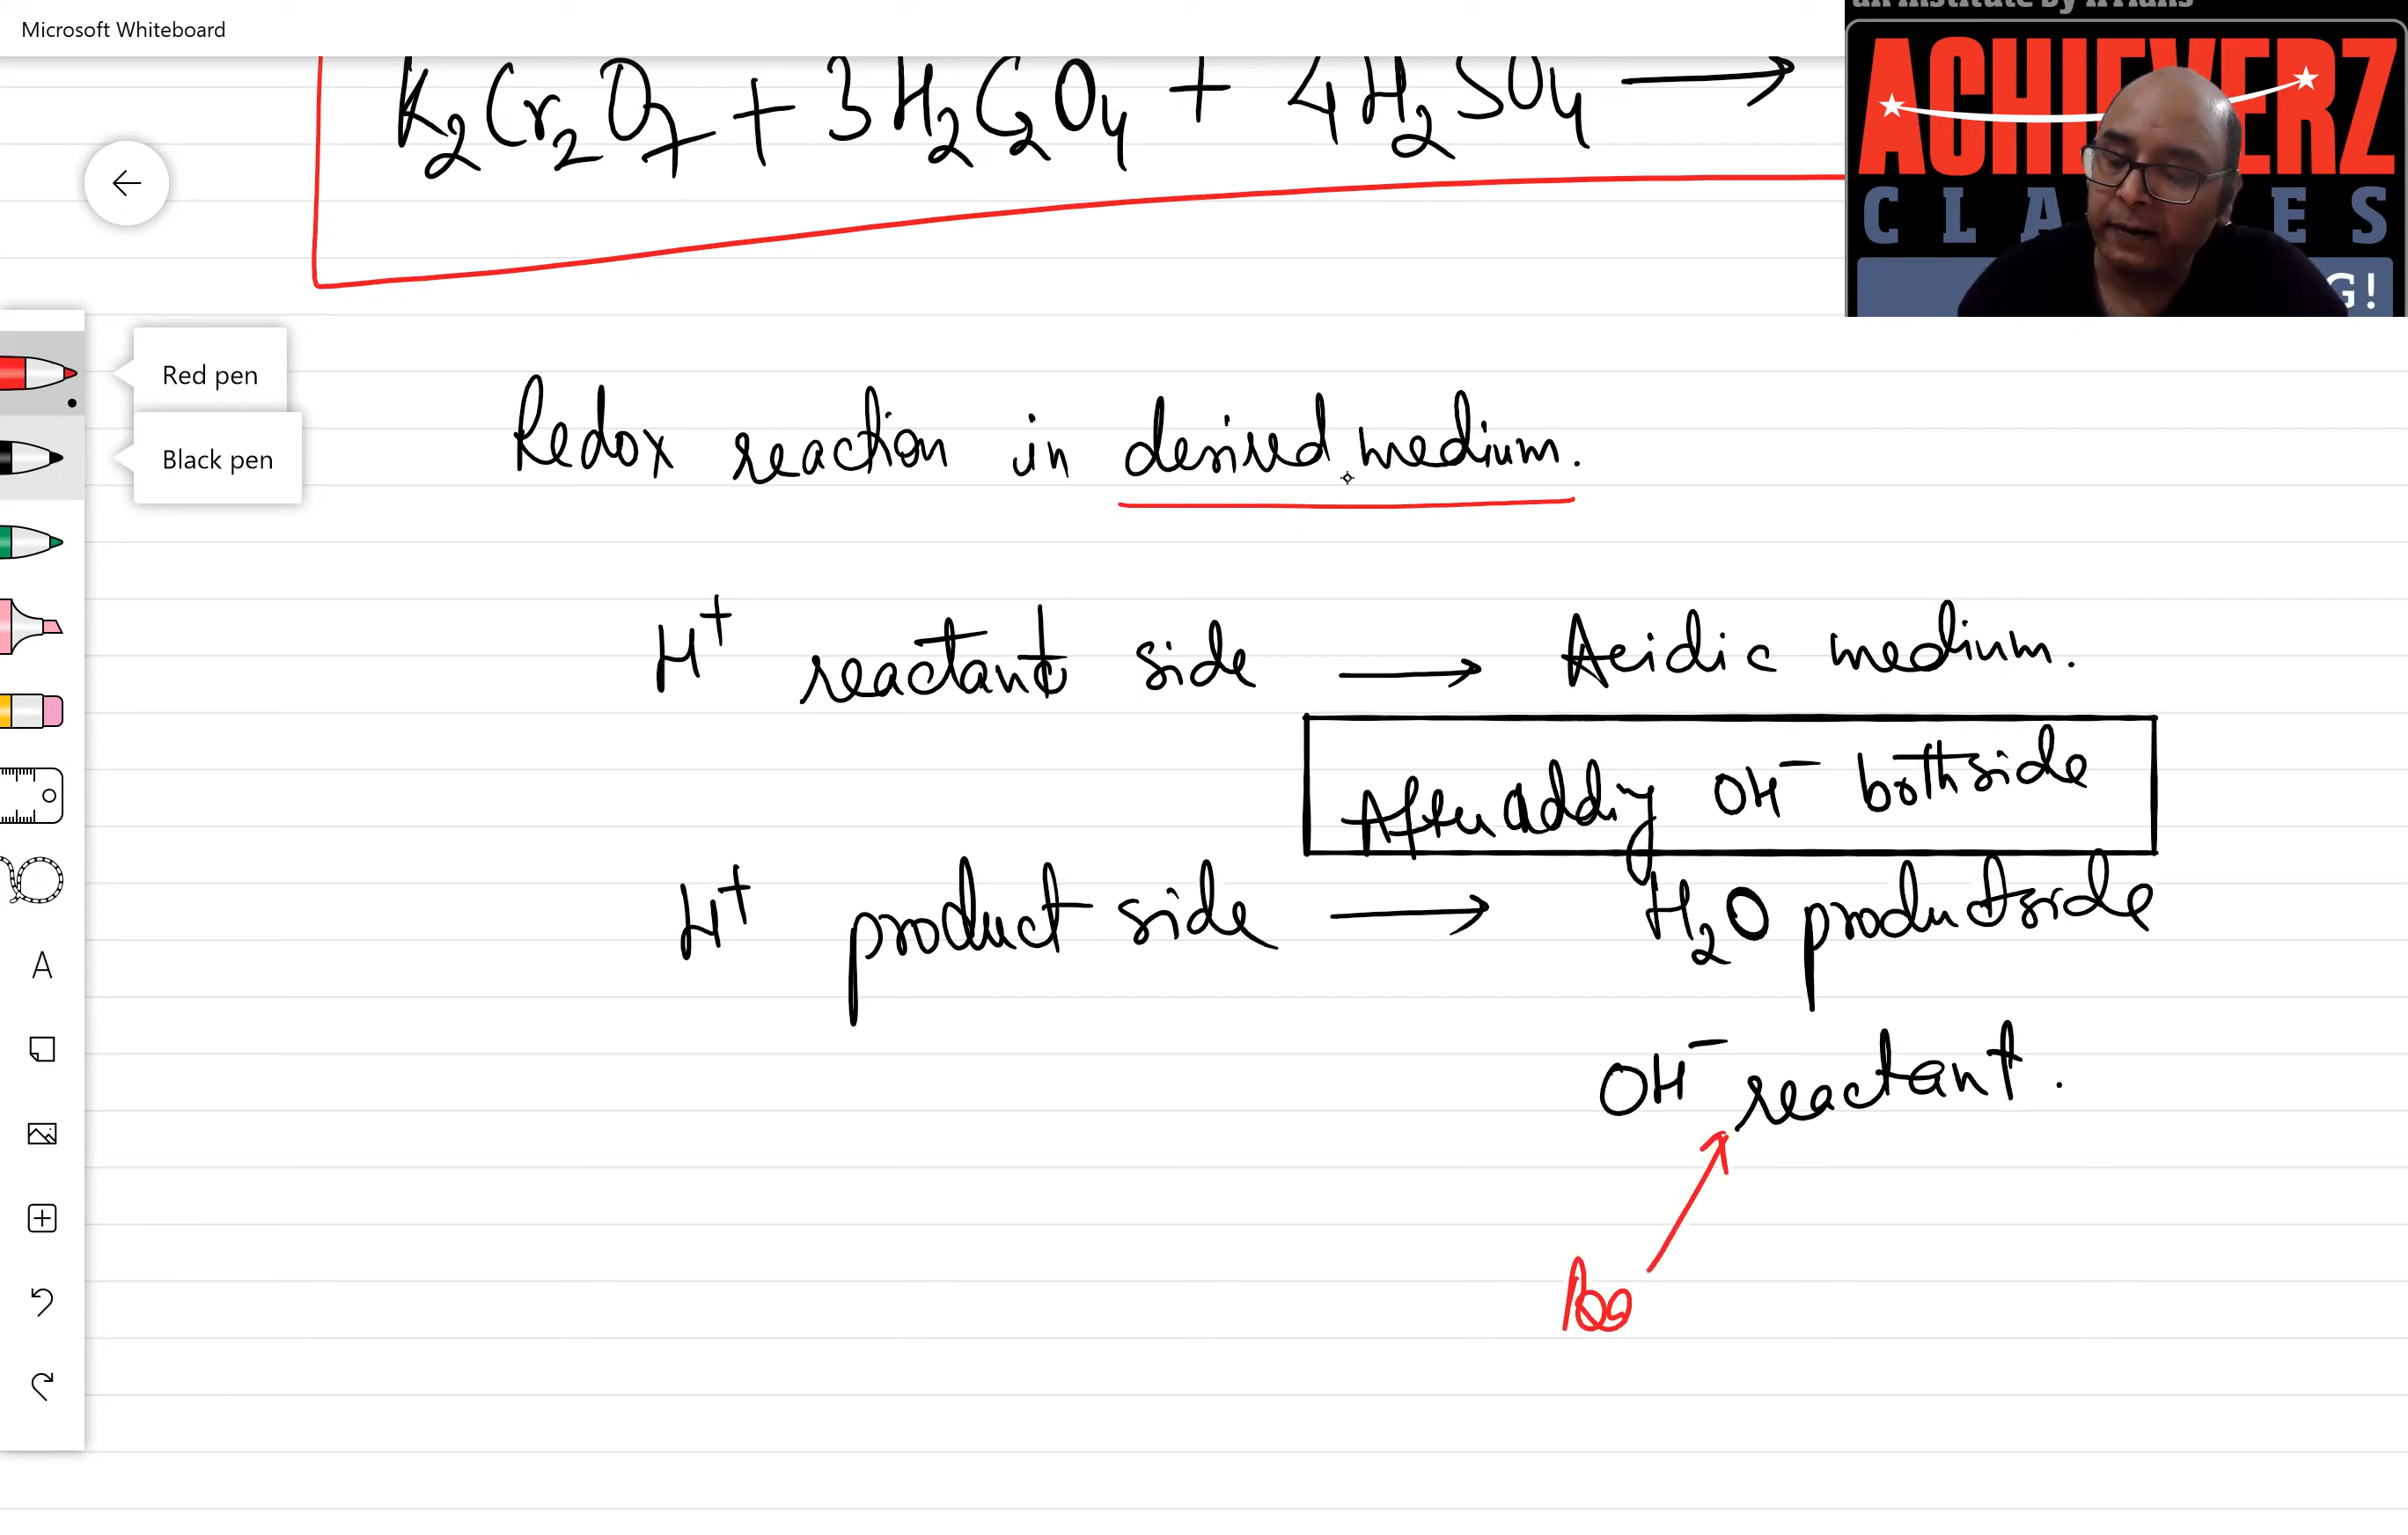 Microsoft Whiteboard
ACHIEVERZ
K₂Cr₂O₇ + 3H₂C₂O₄ + 4H₂SO₄ ⟶
G!
Red pen
Black pen
Redox reaction in desired medium.
H⁺ reactant side ⟶ Acidic medium.
After adding OH⁻ both side
H⁺ product side ⟶ H₂O product side
OH⁻ reactant.
A